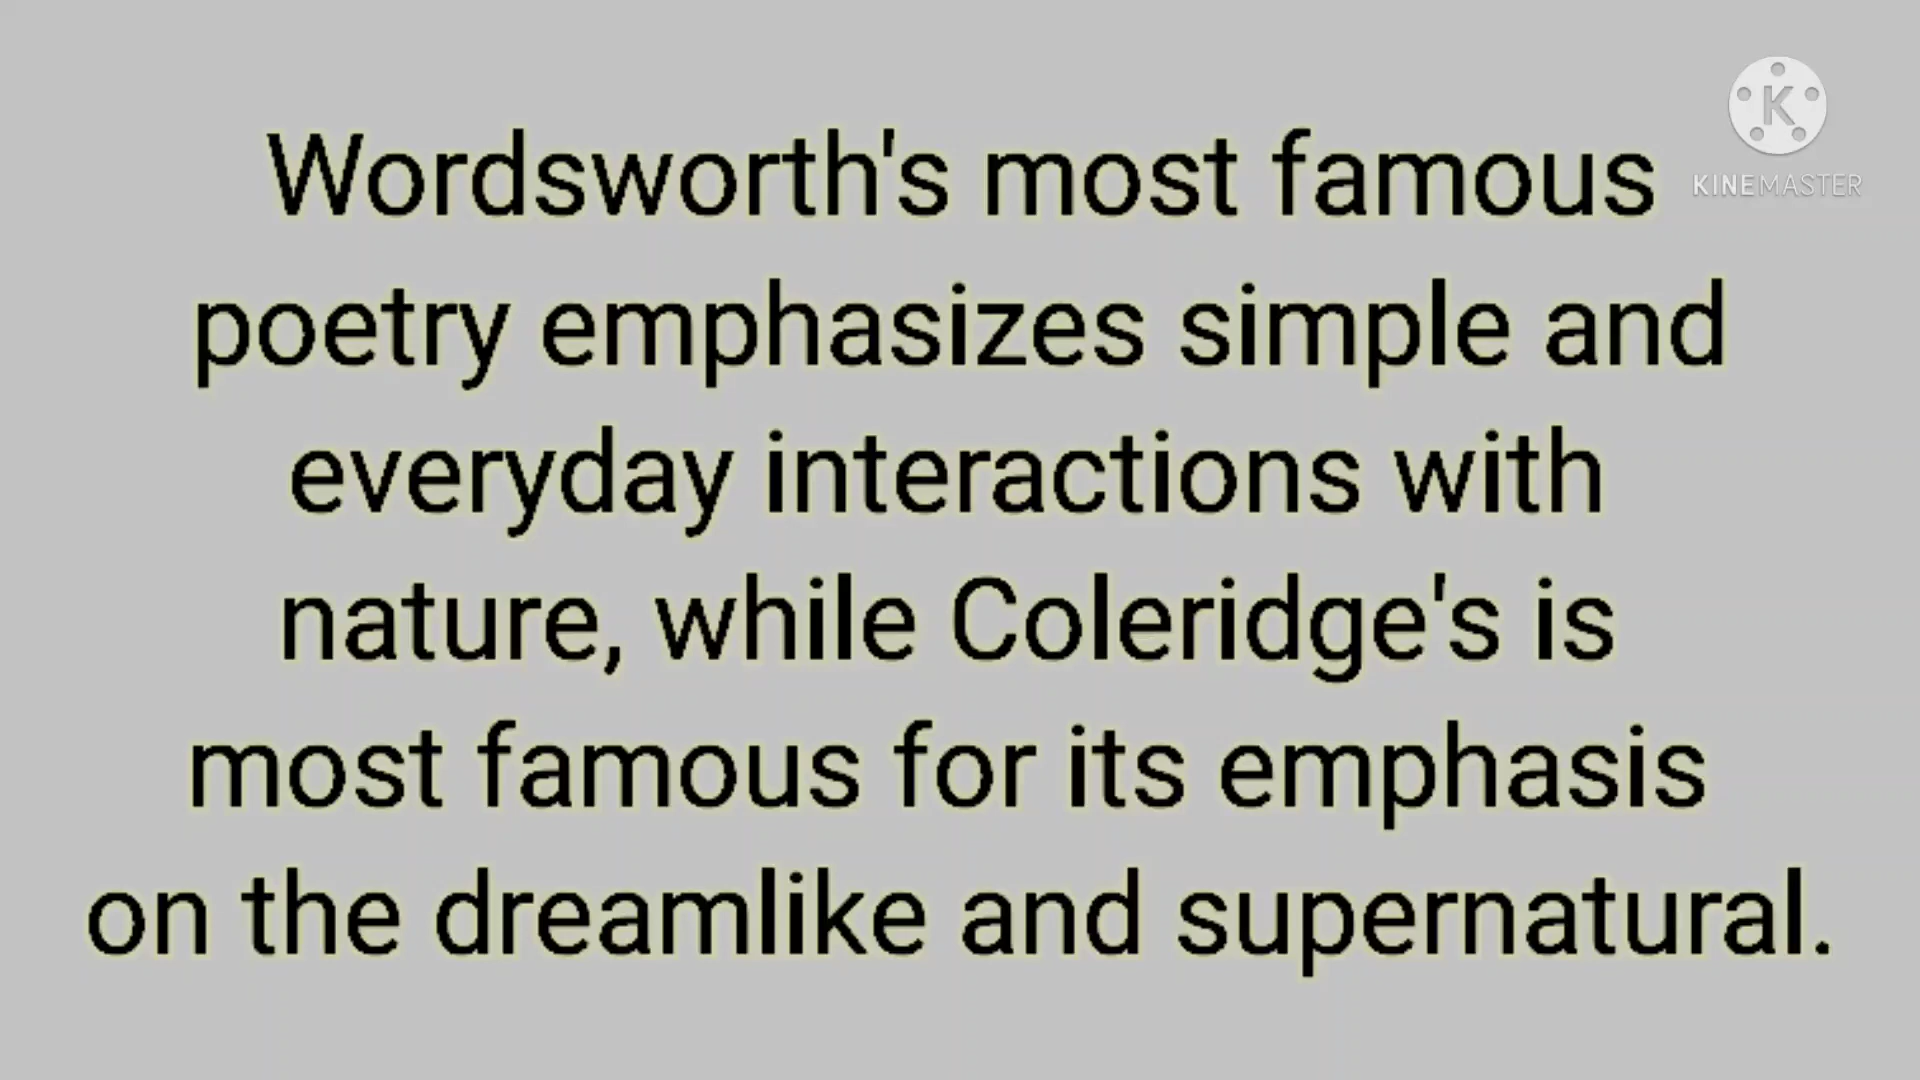 Wordsworth's most famous
poetry emphasizes simple and
everyday interactions with
nature, while Coleridge's is
most famous for its emphasis
on the dreamlike and supernatural.
K
KINEMASTER